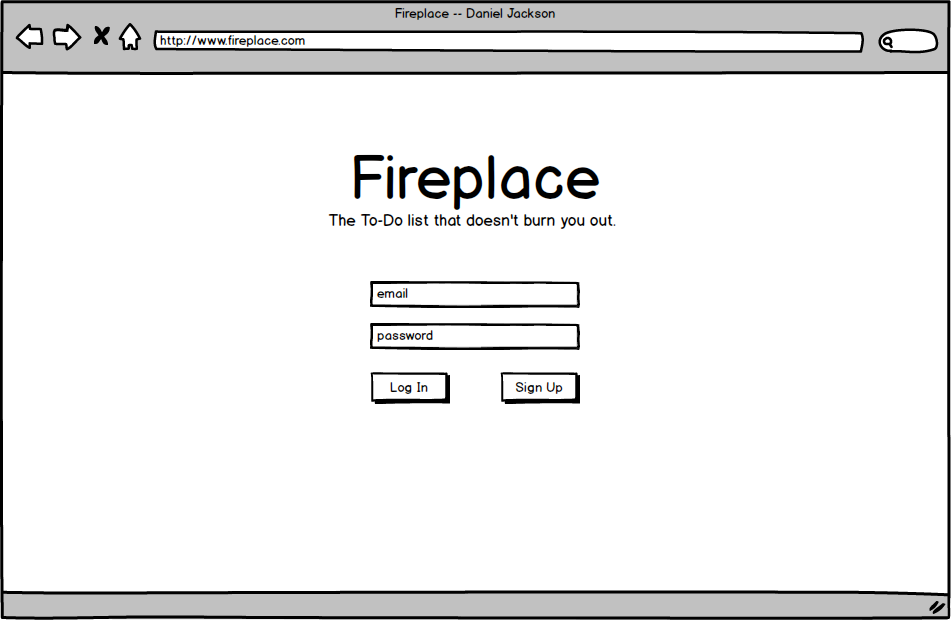 Fireplace -- Daniel Jackson
http://www.fireplace.com
Fireplace
The To-Do list that doesn't burn you out.
email
password
Log In
Sign Up